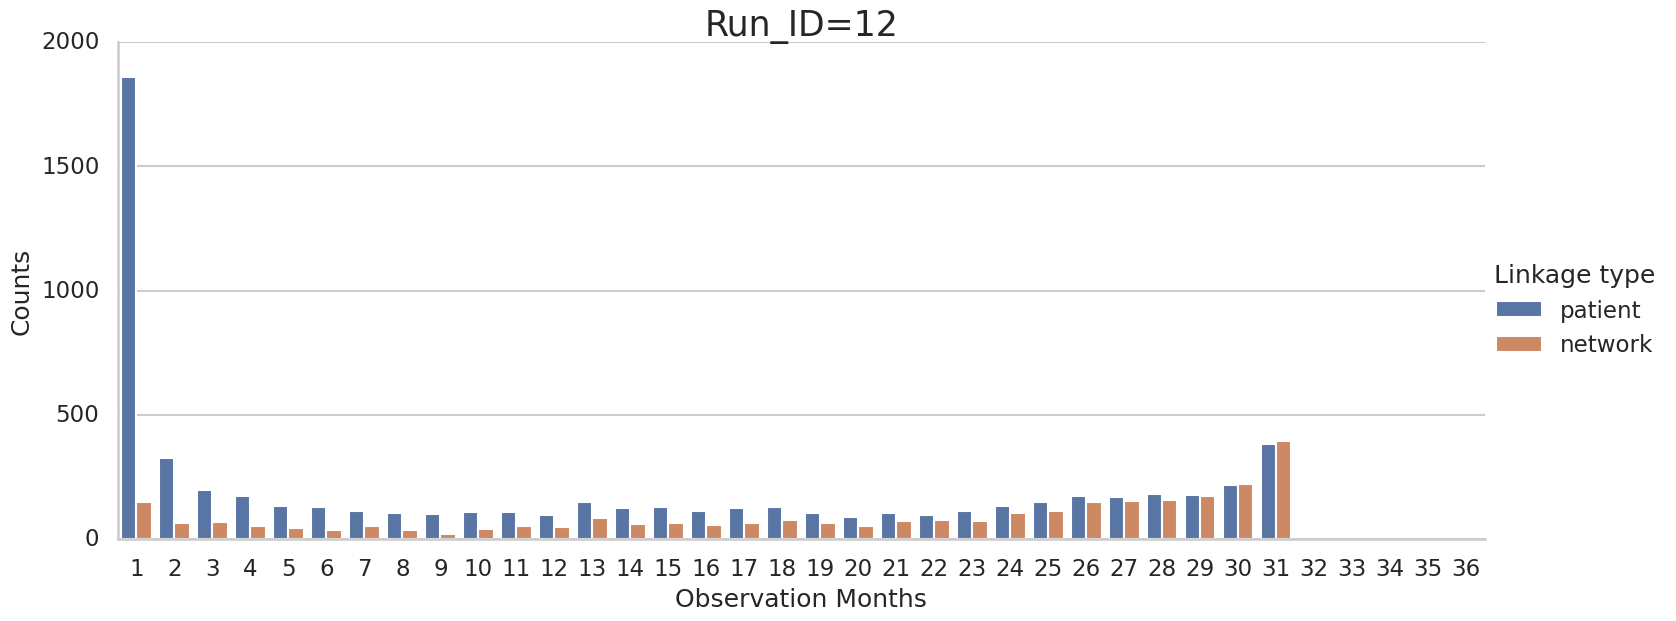 Run_ID=12
2000
1500
1000
500
0
Counts
1 2 3 4 5 6 7 8 9 10 11 12 13 14 15 16 17 18 19 20 21 22 23 24 25 26 27 28 29 30 31 32 33 34 35 36
Observation Months
Linkage type
patient
network